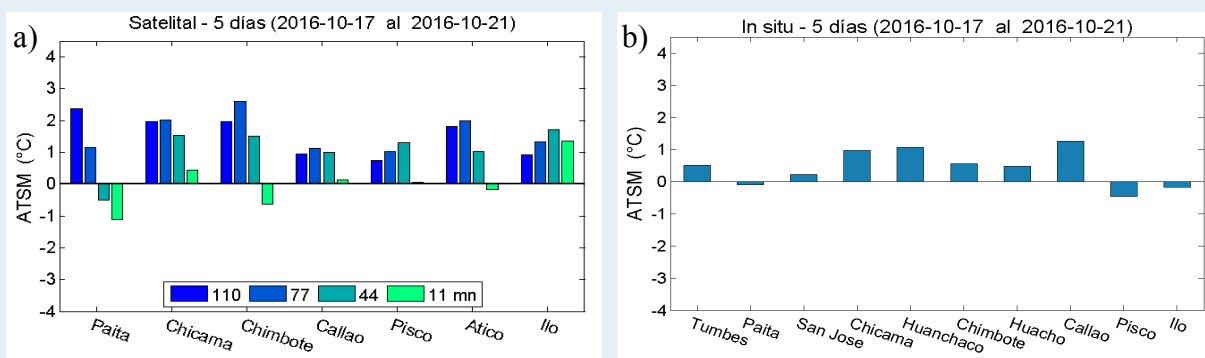 a)
Satelital - 5 días (2016-10-17 al 2016-10-21)
ATSM (°C)
4
3
2
1
0
-1
-2
-3
-4
110 77 44 11 mn
Paita Chicama Chimbote Callao Pisco Atico Ilo
b)
In situ - 5 días (2016-10-17 al 2016-10-21)
ATSM (°C)
4
3
2
1
0
-1
-2
-3
-4
Tumbes Paita San Jose Chicama Huanchaco Chimbote Huacho Callao Pisco Ilo